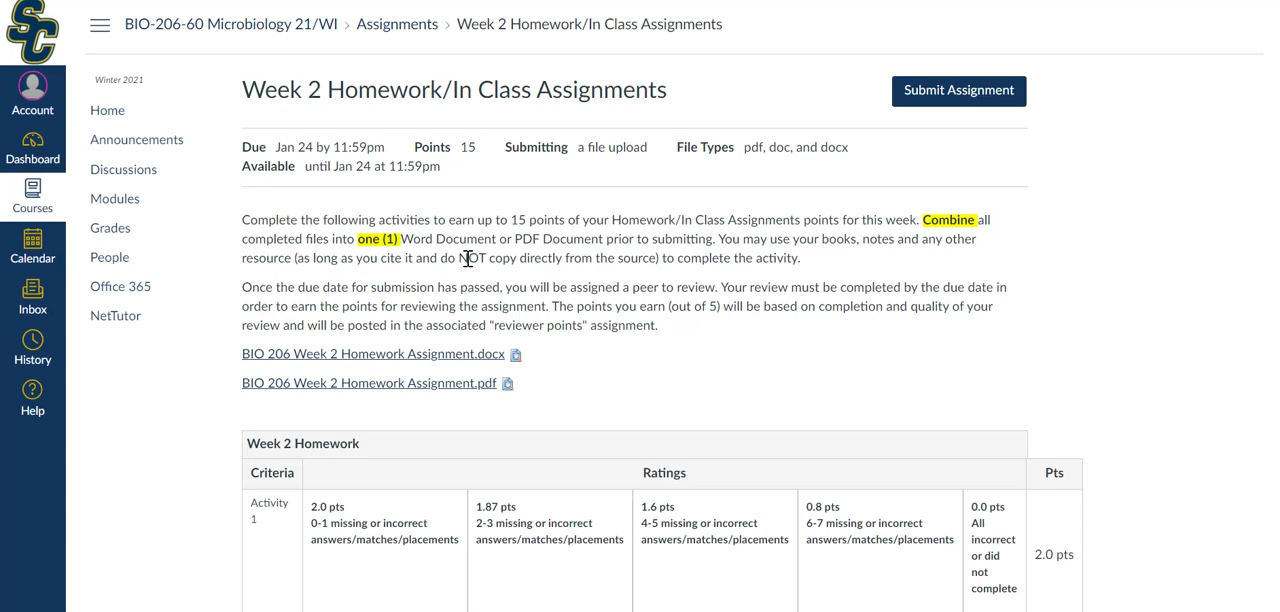 SC
BIO-206-60 Microbiology 21/WI › Assignments › Week 2 Homework/In Class Assignments
Account
Dashboard
Courses
Calendar
Inbox
History
Help
Winter 2021
Home
Announcements
Discussions
Modules
Grades
People
Office 365
NetTutor
Week 2 Homework/In Class Assignments
Submit Assignment
Due Jan 24 by 11:59pm Points 15 Submitting a file upload File Types pdf, doc, and docx
Available until Jan 24 at 11:59pm
Complete the following activities to earn up to 15 points of your Homework/In Class Assignments points for this week. Combine all
completed files into one (1) Word Document or PDF Document prior to submitting. You may use your books, notes and any other
resource (as long as you cite it and do NOT copy directly from the source) to complete the activity.
Once the due date for submission has passed, you will be assigned a peer to review. Your review must be completed by the due date in
order to earn the points for reviewing the assignment. The points you earn (out of 5) will be based on completion and quality of your
review and will be posted in the associated "reviewer points" assignment.
BIO 206 Week 2 Homework Assignment.docx
BIO 206 Week 2 Homework Assignment.pdf
Week 2 Homework
Criteria Ratings Pts
Activity
1
2.0 pts
0-1 missing or incorrect
answers/matches/placements
1.87 pts
2-3 missing or incorrect
answers/matches/placements
1.6 pts
4-5 missing or incorrect
answers/matches/placements
0.8 pts
6-7 missing or incorrect
answers/matches/placements
0.0 pts
All
incorrect
or did
not
complete
2.0 pts